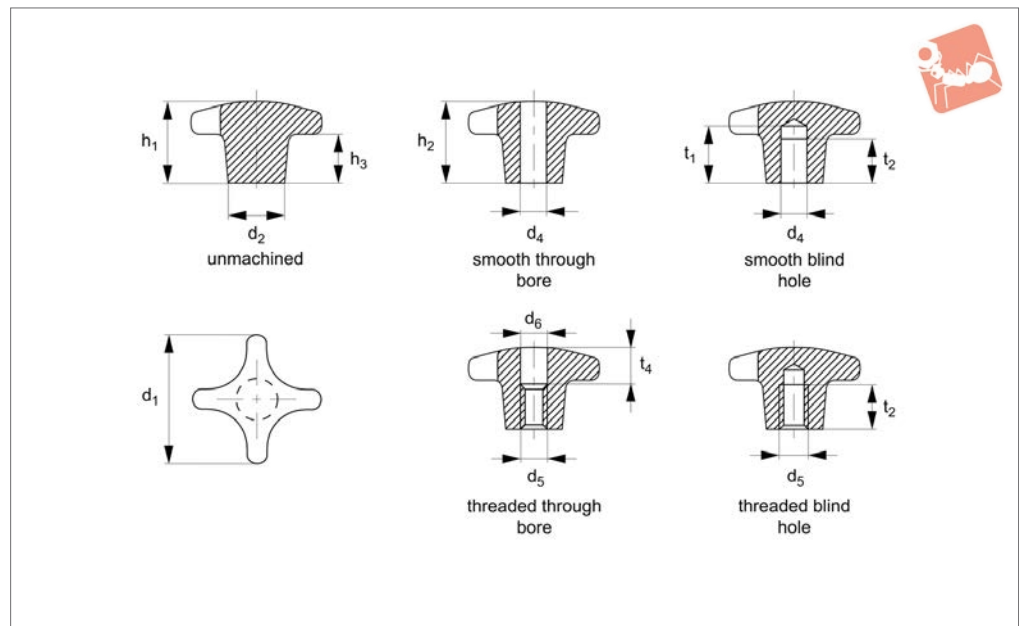 h₁
h₃
d₂
unmachined
h₂
d₄
smooth through
bore
t₁
t₂
d₄
smooth blind
hole
d₁
d₆
t₄
d₅
threaded through
bore
t₂
d₅
threaded blind
hole